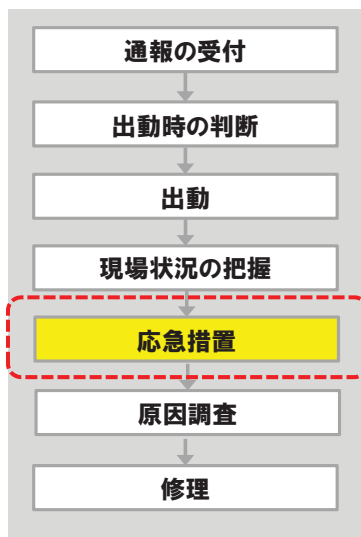 通報の受付
出動時の判断
出動
現場状況の把握
応急措置
原因調査
修理